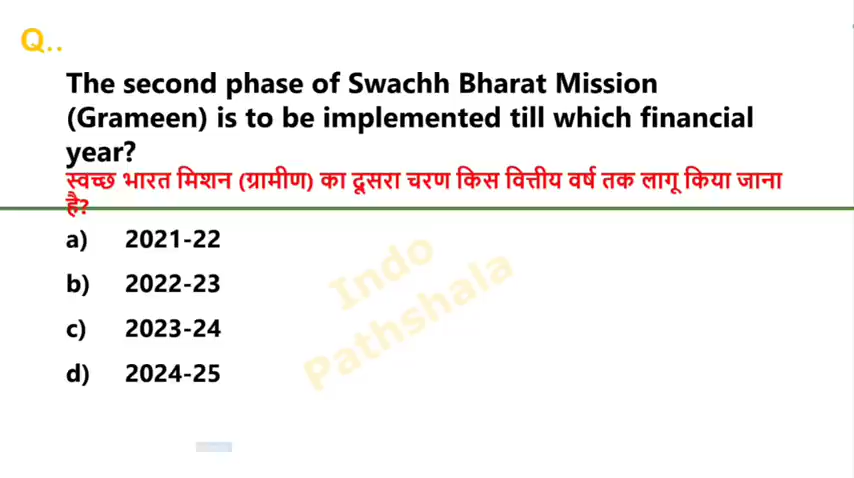 Q..
The second phase of Swachh Bharat Mission
(Grameen) is to be implemented till which financial
year?
स्वच्छ भारत मिशन (ग्रामीण) का दूसरा चरण किस वित्तीय वर्ष तक लागू किया जाना
है?
a) 2021-22
b) 2022-23
c) 2023-24
d) 2024-25
Indo
Pathshala